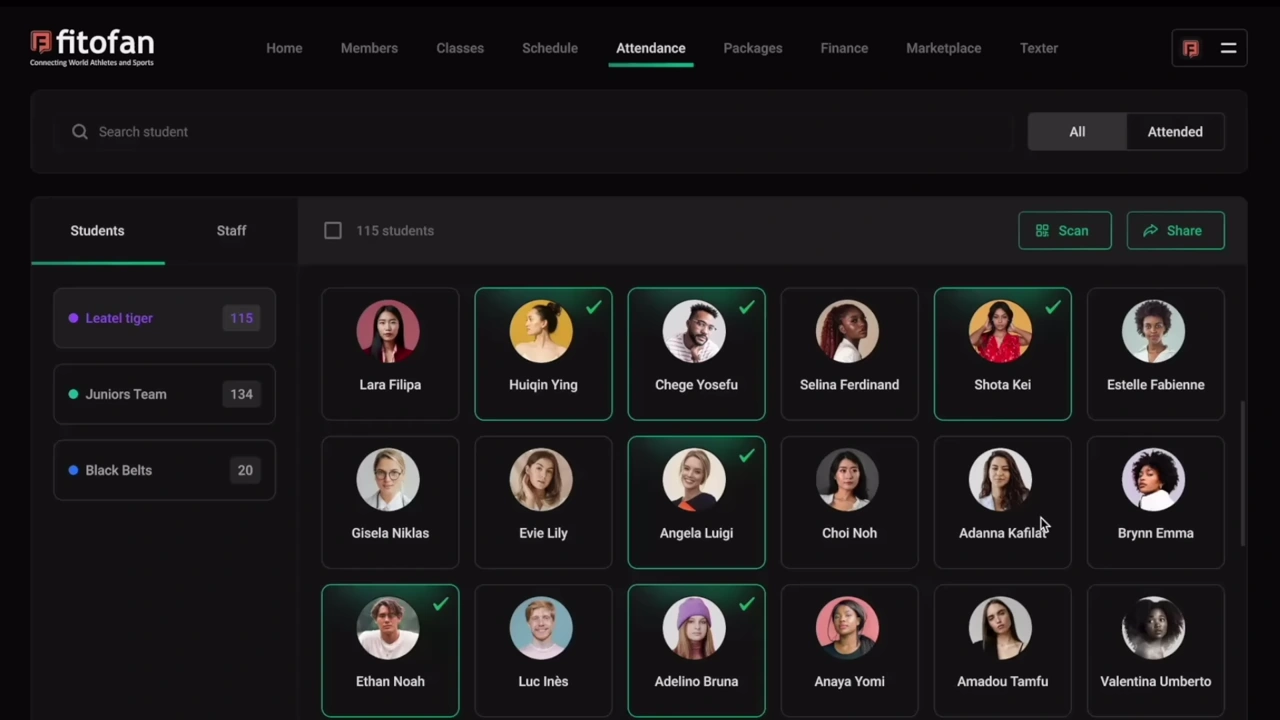 fitofan
Connecting World Athletes and Sports
Home Members Classes Schedule Attendance Packages Finance Marketplace Texter
Search student
All Attended
Students Staff
115 students
Scan Share
Leatel tiger 115
Juniors Team 134
Black Belts 20
Lara Filipa Huiqin Ying Chege Yosefu Selina Ferdinand Shota Kei Estelle Fabienne
Gisela Niklas Evie Lily Angela Luigi Choi Noh Adanna Kafilat Brynn Emma
Ethan Noah Luc Inès Adelino Bruna Anaya Yomi Amadou Tamfu Valentina Umberto